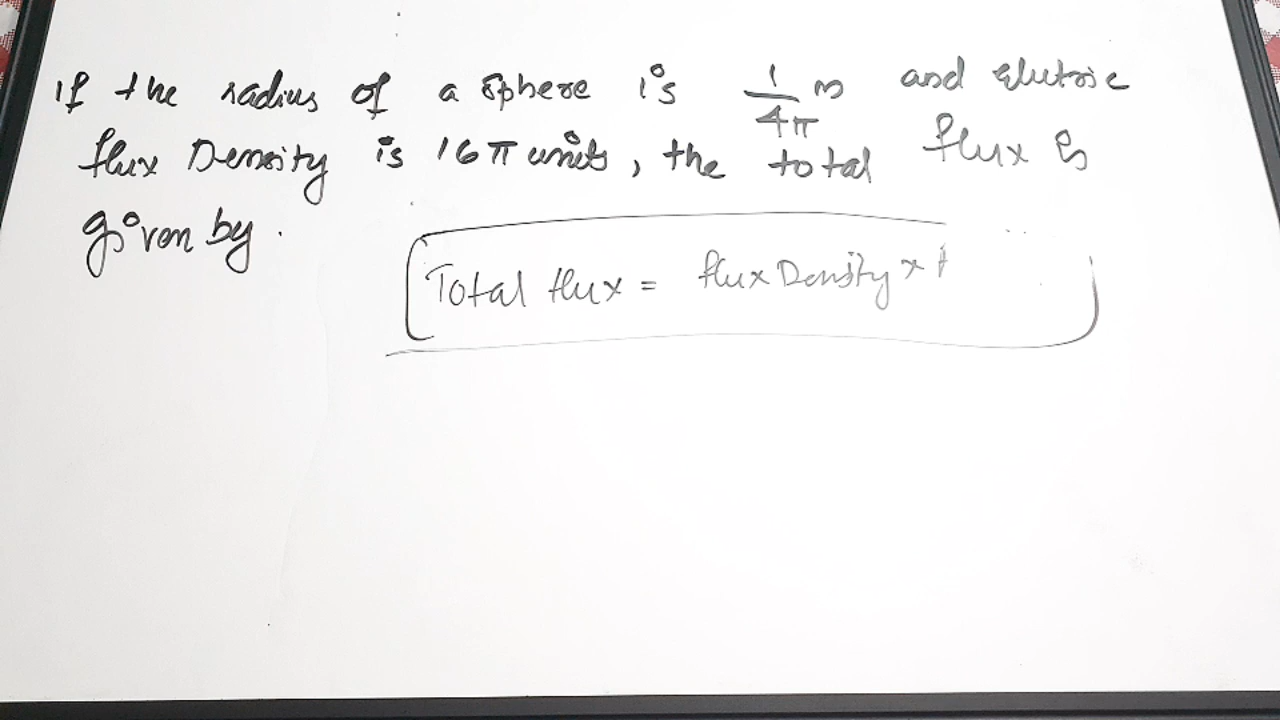 If the radius of a sphere is 1/4π m and electric
flux Density is 16π units, the total flux is
given by.
Total flux = flux Density ×